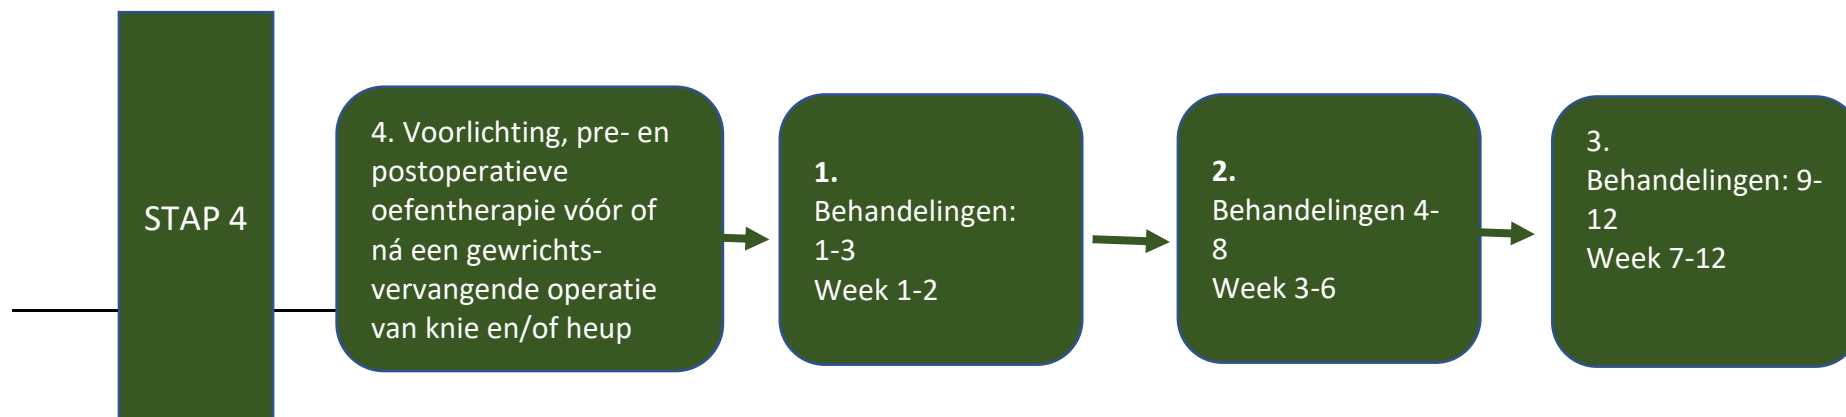 STAP 4
4. Voorlichting, pre- en
postoperatieve
oefentherapie vóór of
ná een gewrichts-
vervangende operatie
van knie en/of heup
1.
Behandelingen:
1-3
Week 1-2
2.
Behandelingen 4-
8
Week 3-6
3.
Behandelingen: 9-
12
Week 7-12